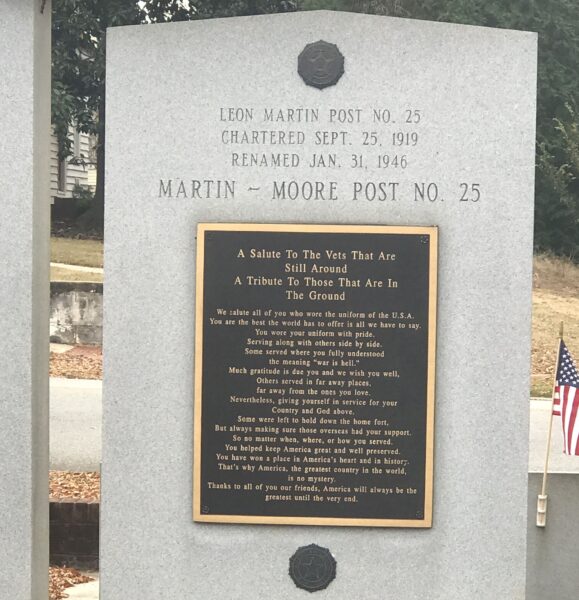 LEON MARTIN POST NO. 25
CHARTERED SEPT. 25, 1919
RENAMED JAN. 31, 1946
MARTIN - MOORE POST NO. 25
A Salute To The Vets That Are
Still Around
A Tribute To Those That Are In
The Ground
We salute all of you who wore the uniform of the U.S.A.
You are the best the world has to offer is all we have to say.
You wore your uniform with pride.
Serving along with others side by side.
Some served where you fully understood
the meaning "war is hell."
Much gratitude is due you and we wish you well,
Others served in far away places,
far away from the ones you love.
Nevertheless, giving yourself in service for your
Country and God above.
Some were left to hold down the home fort,
But always making sure those overseas had your support.
So no matter when, where, or how you served.
You helped keep America great and well preserved.
You have won a place in America's heart and in history.
That's why America, the greatest country in the world,
is no mystery.
Thanks to all of you our friends, America will always be the
greatest until the very end.